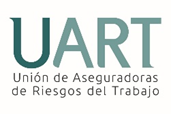 UART
Unión de Aseguradoras
de Riesgos del Trabajo